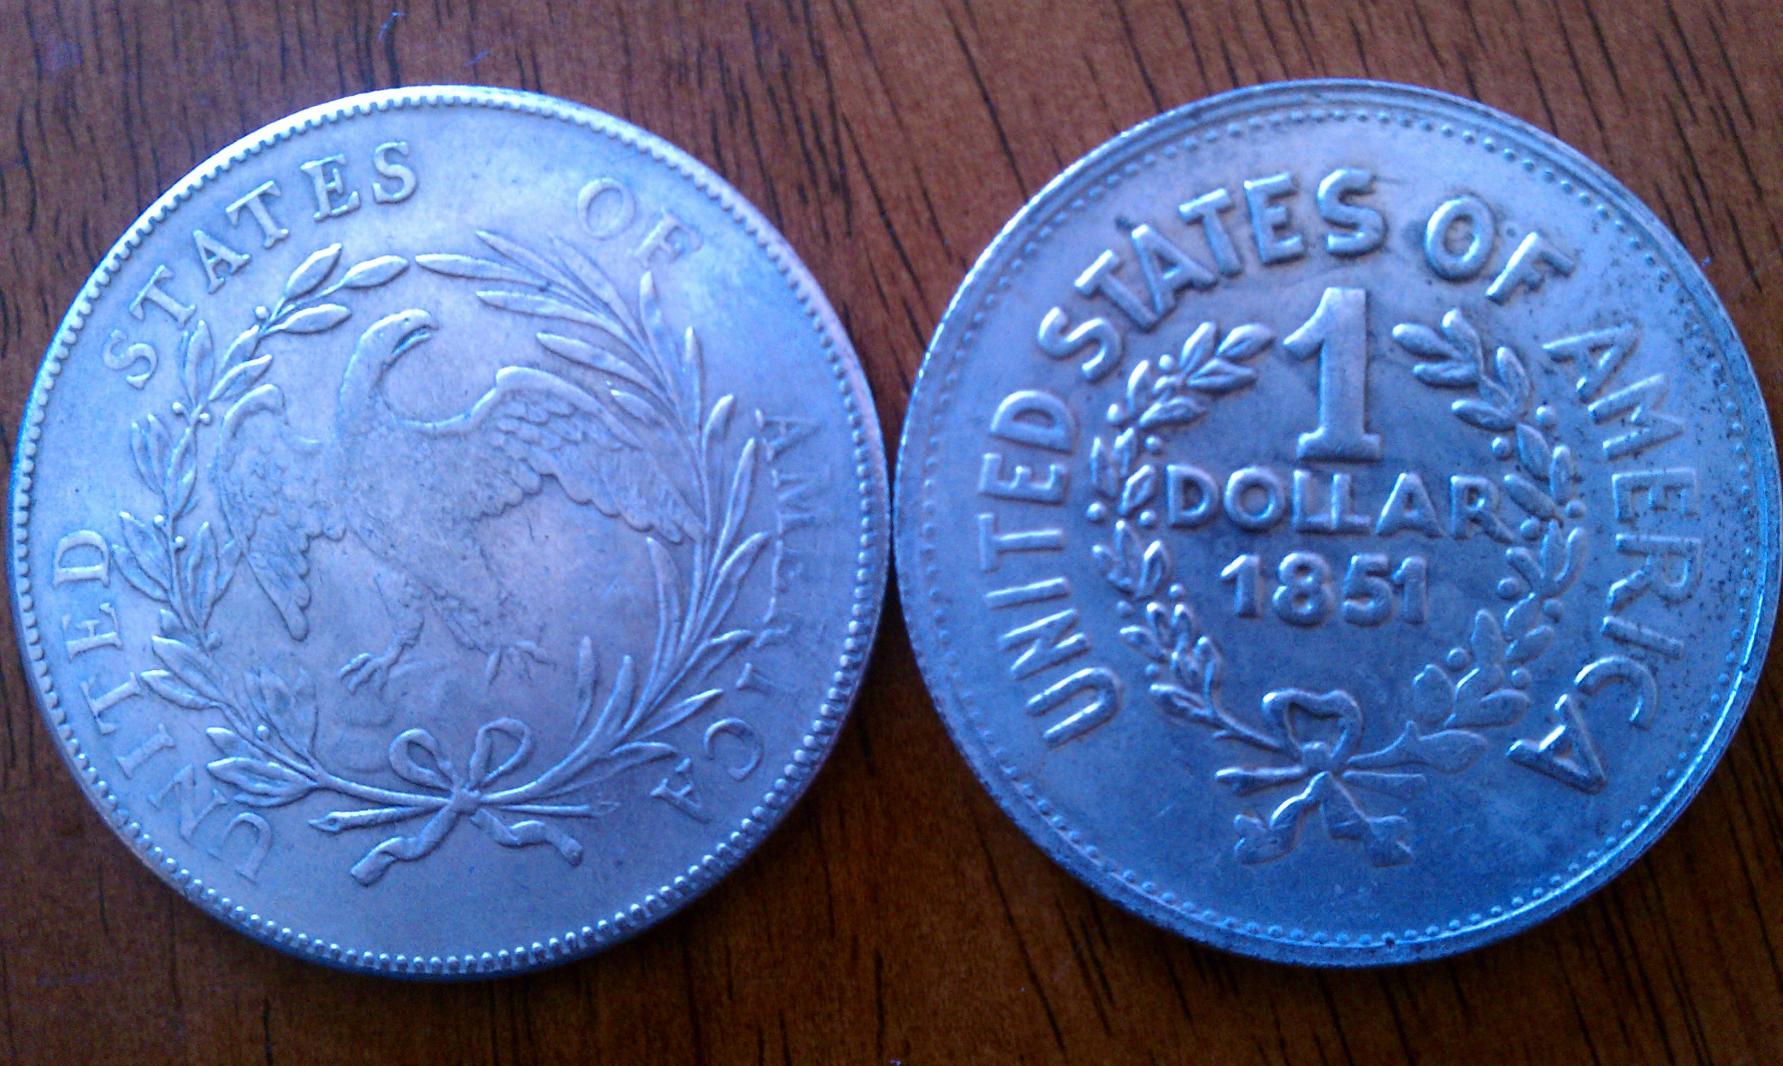 UNITED STATES OF AMERICA
UNITED STATES OF AMERICA
1
DOLLAR
1851